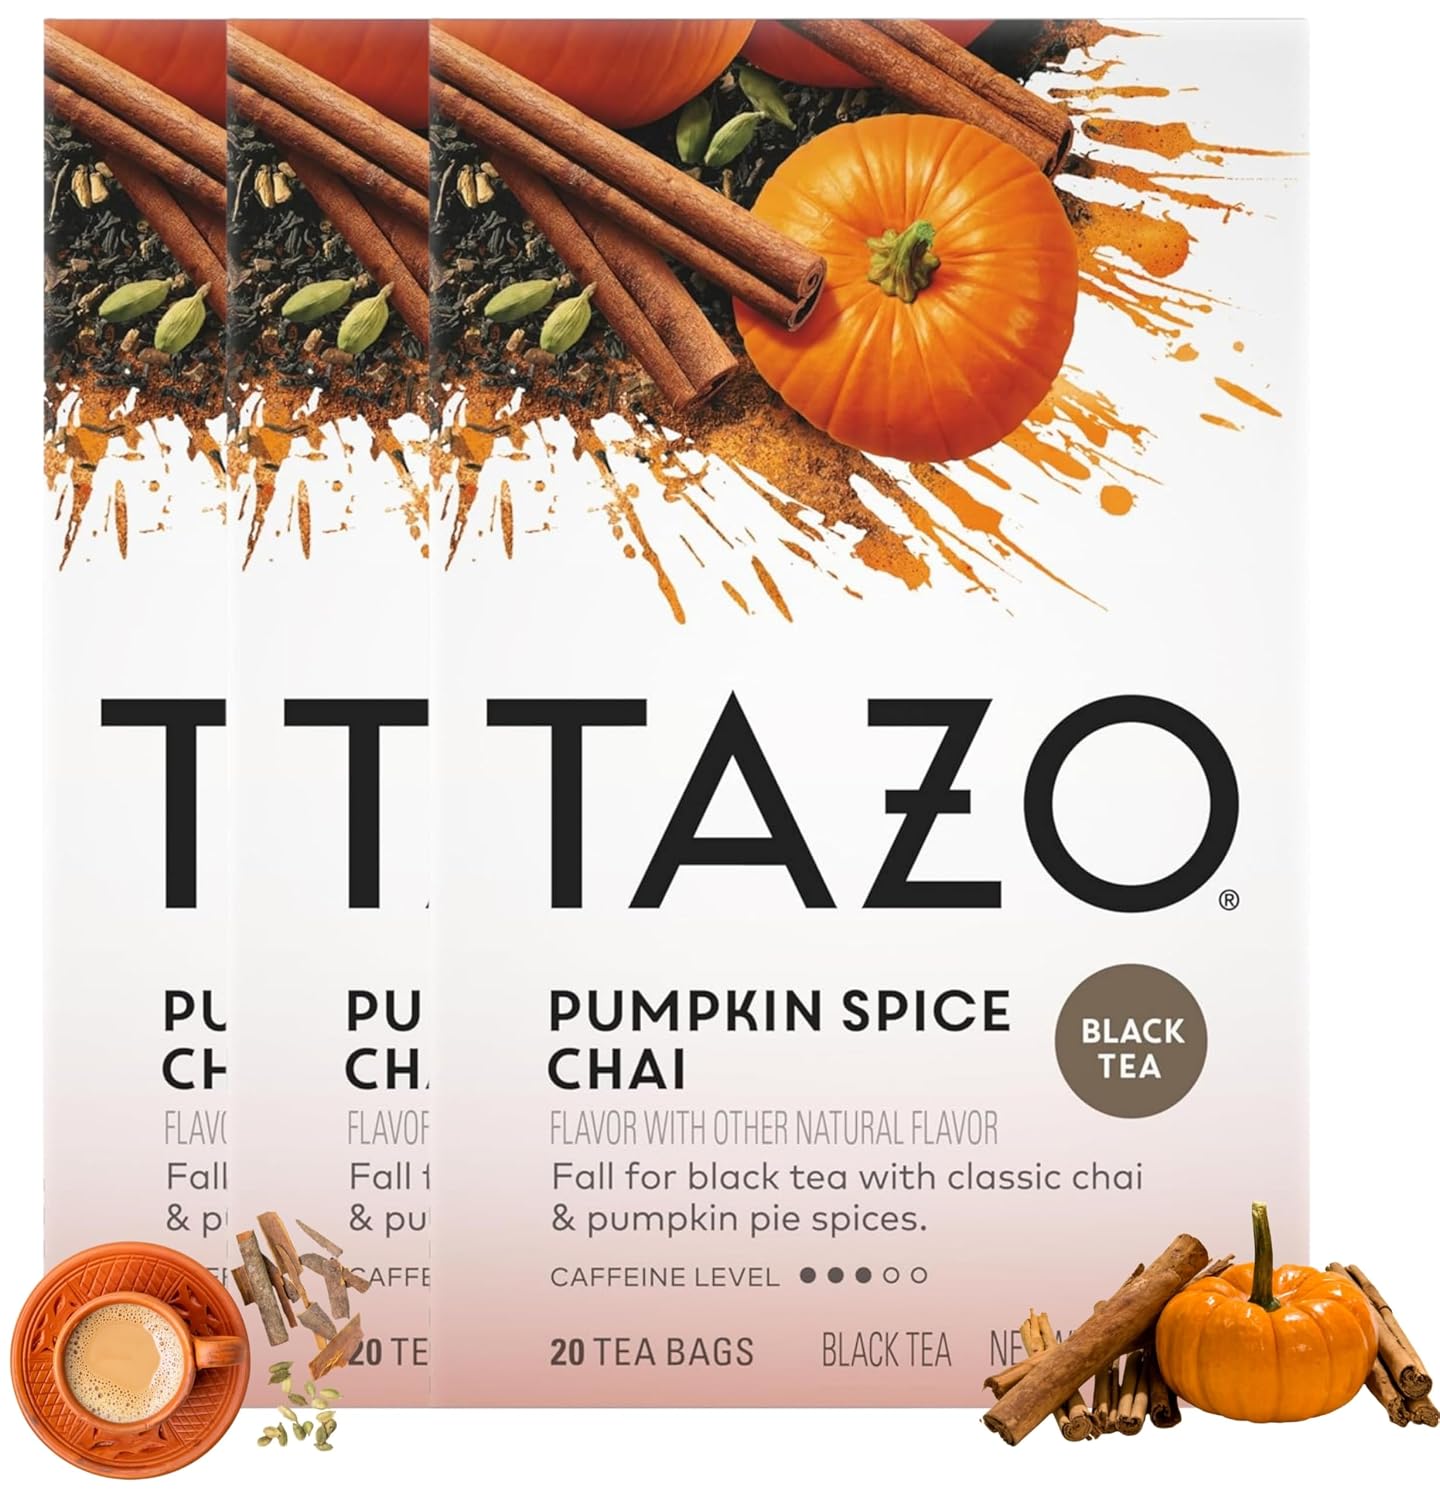 TAZO®
PUMPKIN SPICE
CHAI
BLACK
TEA
FLAVOR WITH OTHER NATURAL FLAVOR
Fall for black tea with classic chai
& pumpkin pie spices.
CAFFEINE LEVEL
20 TEA BAGS BLACK TEA